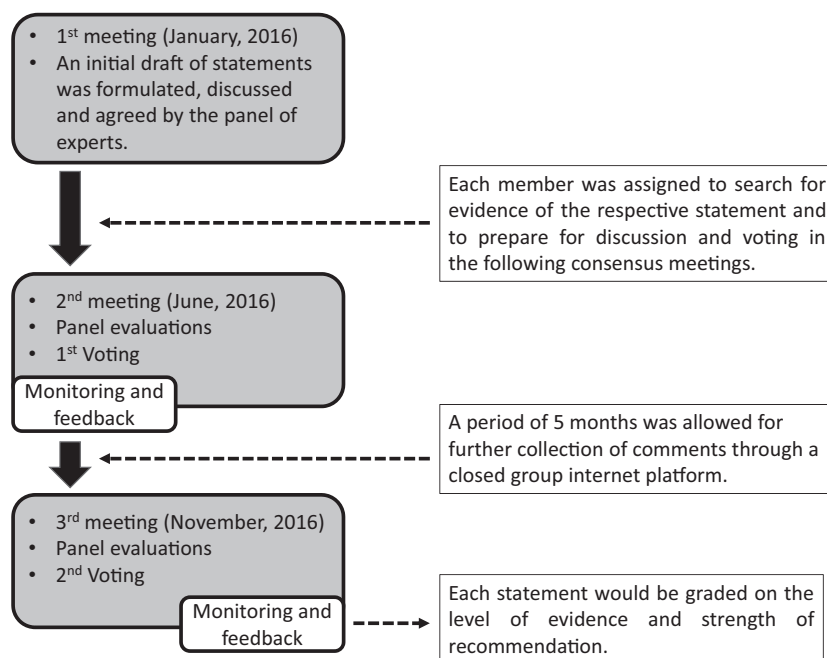 • 1st meeting (January, 2016)
• An initial draft of statements
was formulated, discussed
and agreed by the panel of
experts.
Each member was assigned to search for
evidence of the respective statement and
to prepare for discussion and voting in
the following consensus meetings.
• 2nd meeting (June, 2016)
• Panel evaluations
• 1st Voting
Monitoring and
feedback
A period of 5 months was allowed for
further collection of comments through a
closed group internet platform.
• 3rd meeting (November, 2016)
• Panel evaluations
• 2nd Voting
Monitoring and
feedback
Each statement would be graded on the
level of evidence and strength of
recommendation.